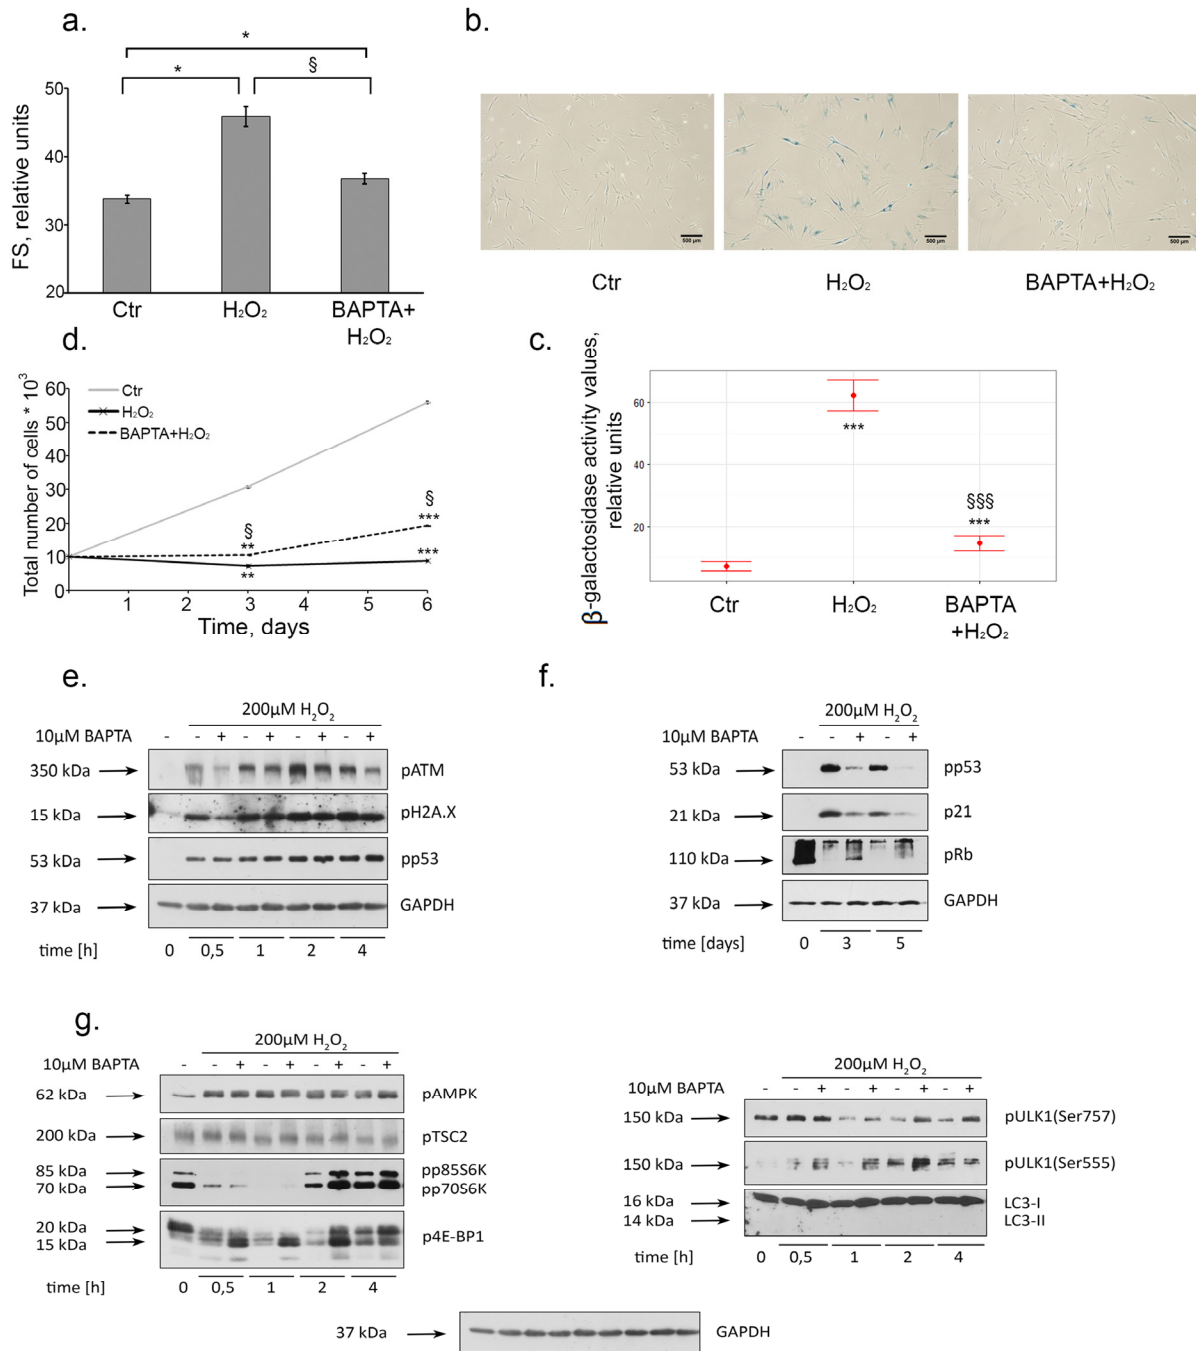 a.
*
*
§
50
40
30
20
FS, relative units
Ctr
H₂O₂
BAPTA+
H₂O₂
b.
500 μm
500 μm
500 μm
Ctr
H₂O₂
BAPTA+H₂O₂
d.
Total number of cells * 10³
60
50
40
30
20
10
0
Ctr
H₂O₂
BAPTA+H₂O₂
§
**
**
§
***
***
1
2
3
4
5
6
Time, days
c.
β-galactosidase activity values,
relative units
60
40
20
***
§§§
***
Ctr
H₂O₂
BAPTA
+H₂O₂
e.
200μM H₂O₂
10μM BAPTA - - + - + - + - +
350 kDa pATM
15 kDa pH2A.X
53 kDa pp53
37 kDa GAPDH
time [h] 0 0,5 1 2 4
f.
200μM H₂O₂
10μM BAPTA - - + - +
53 kDa pp53
21 kDa p21
110 kDa pRb
37 kDa GAPDH
time [days] 0 3 5
g.
200μM H₂O₂
10μM BAPTA - - + - + - + - +
62 kDa pAMPK
200 kDa pTSC2
85 kDa pp85S6K
70 kDa pp70S6K
20 kDa p4E-BP1
15 kDa
time [h] 0 0,5 1 2 4
200μM H₂O₂
10μM BAPTA - - + - + - + - +
150 kDa pULK1(Ser757)
150 kDa pULK1(Ser555)
16 kDa LC3-I
14 kDa LC3-II
time [h] 0 0,5 1 2 4
37 kDa GAPDH